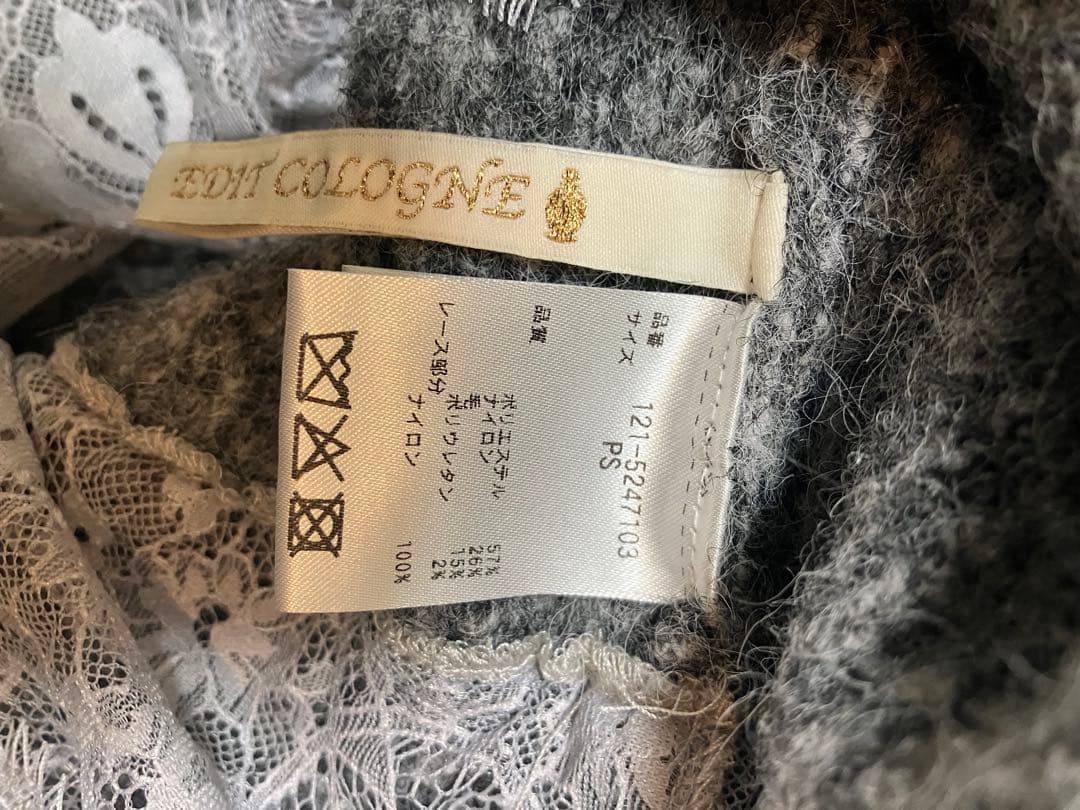 EDIT COLOGNE
品番 121-5247103
サイズ PS
品質
ポリエステル 57%
ナイロン 26%
毛 15%
ポリウレタン 2%
レース部分
ナイロン 100%